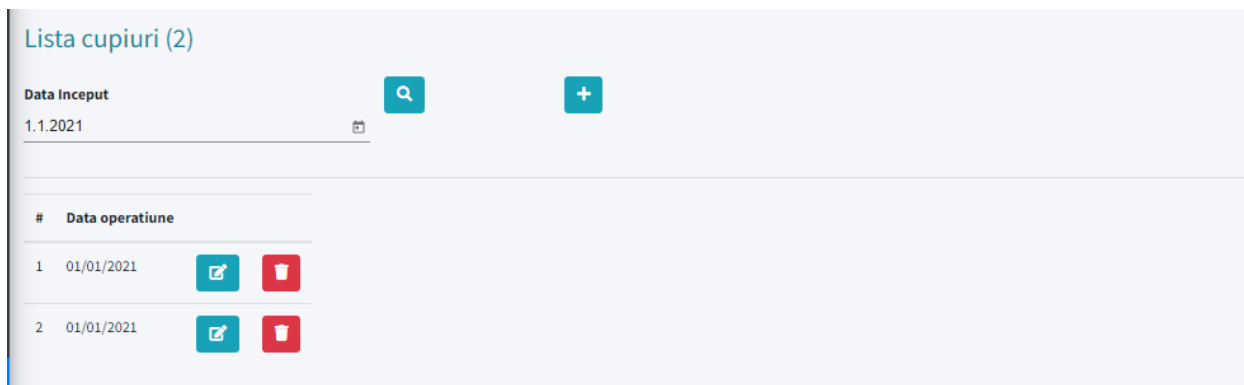 Lista cupiuri (2)
Data Inceput
1.1.2021
# Data operatiune
1 01/01/2021
2 01/01/2021